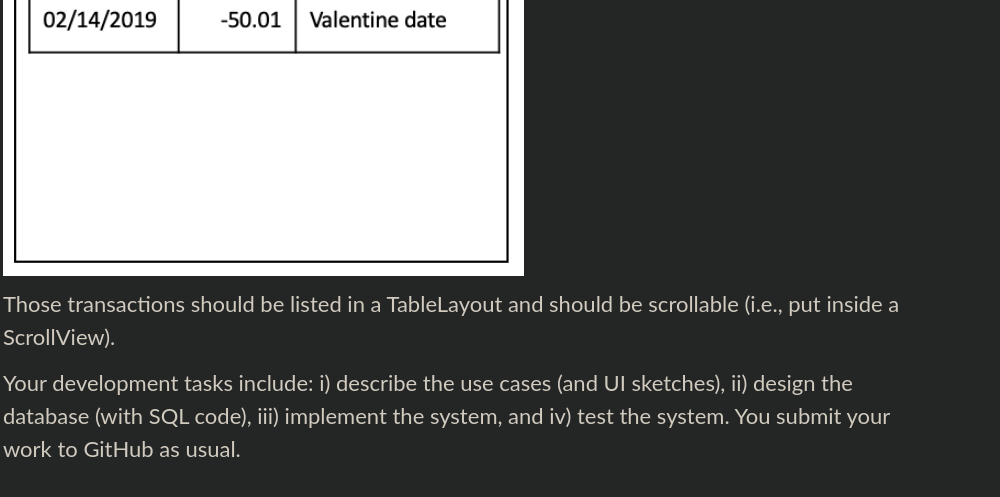 02/14/2019 -50.01 Valentine date
Those transactions should be listed in a TableLayout and should be scrollable (i.e., put inside a
ScrollView).
Your development tasks include: i) describe the use cases (and UI sketches), ii) design the
database (with SQL code), iii) implement the system, and iv) test the system. You submit your
work to GitHub as usual.